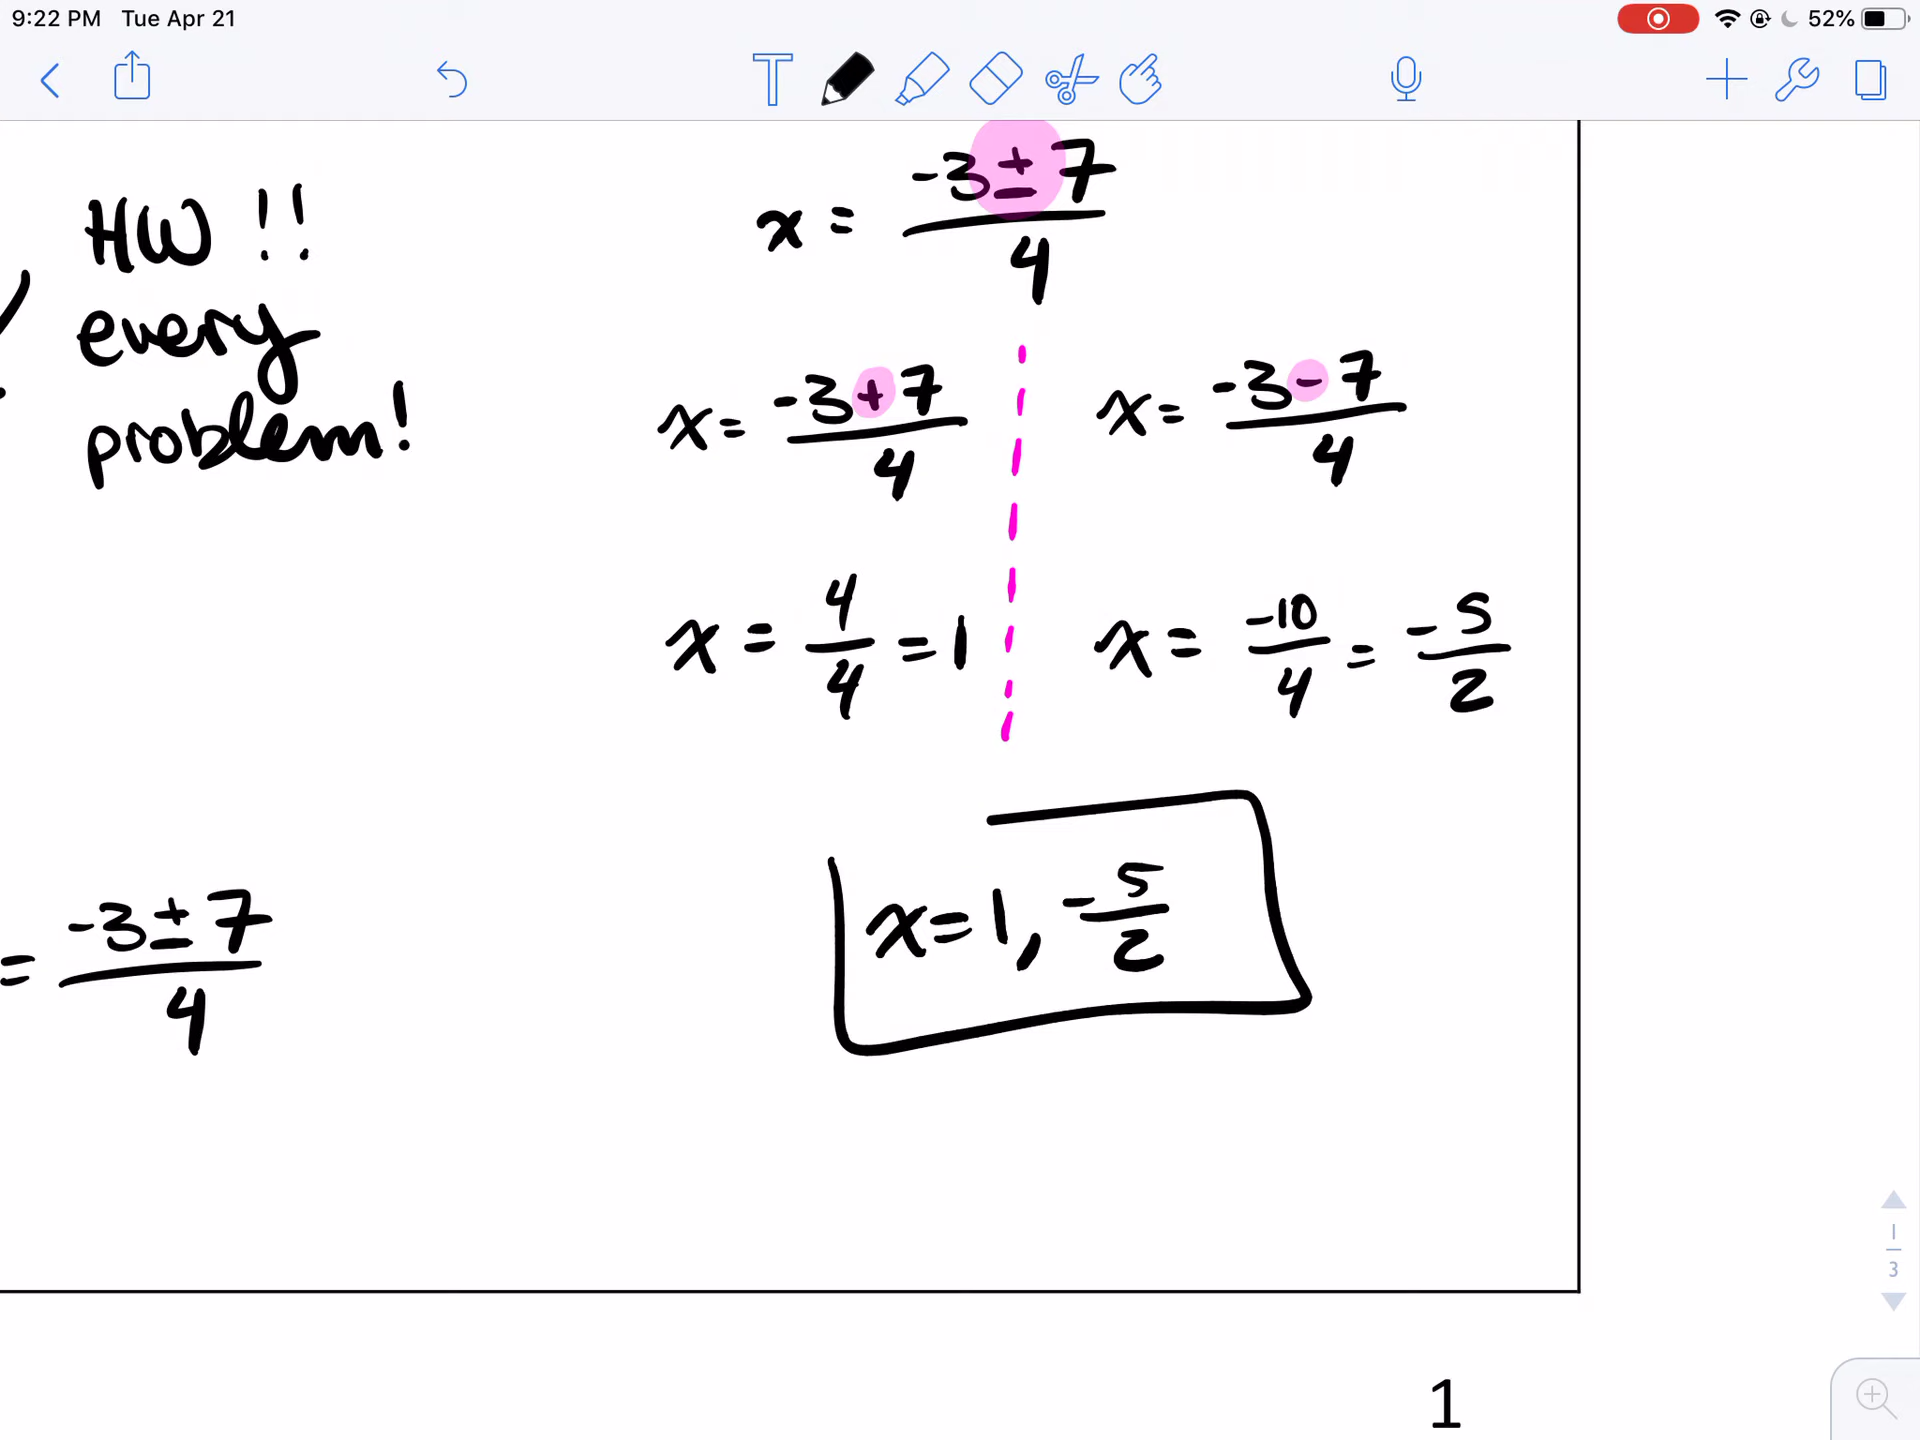 9:22 PM Tue Apr 21
52%
T
HW !!
every
problem!
x = (-3 ± 7)/4
x = (-3 + 7)/4
x = (-3 - 7)/4
x = 4/4 = 1
x = -10/4 = -5/2
x = 1, -5/2
= (-3 ± 7)/4
1
3
1